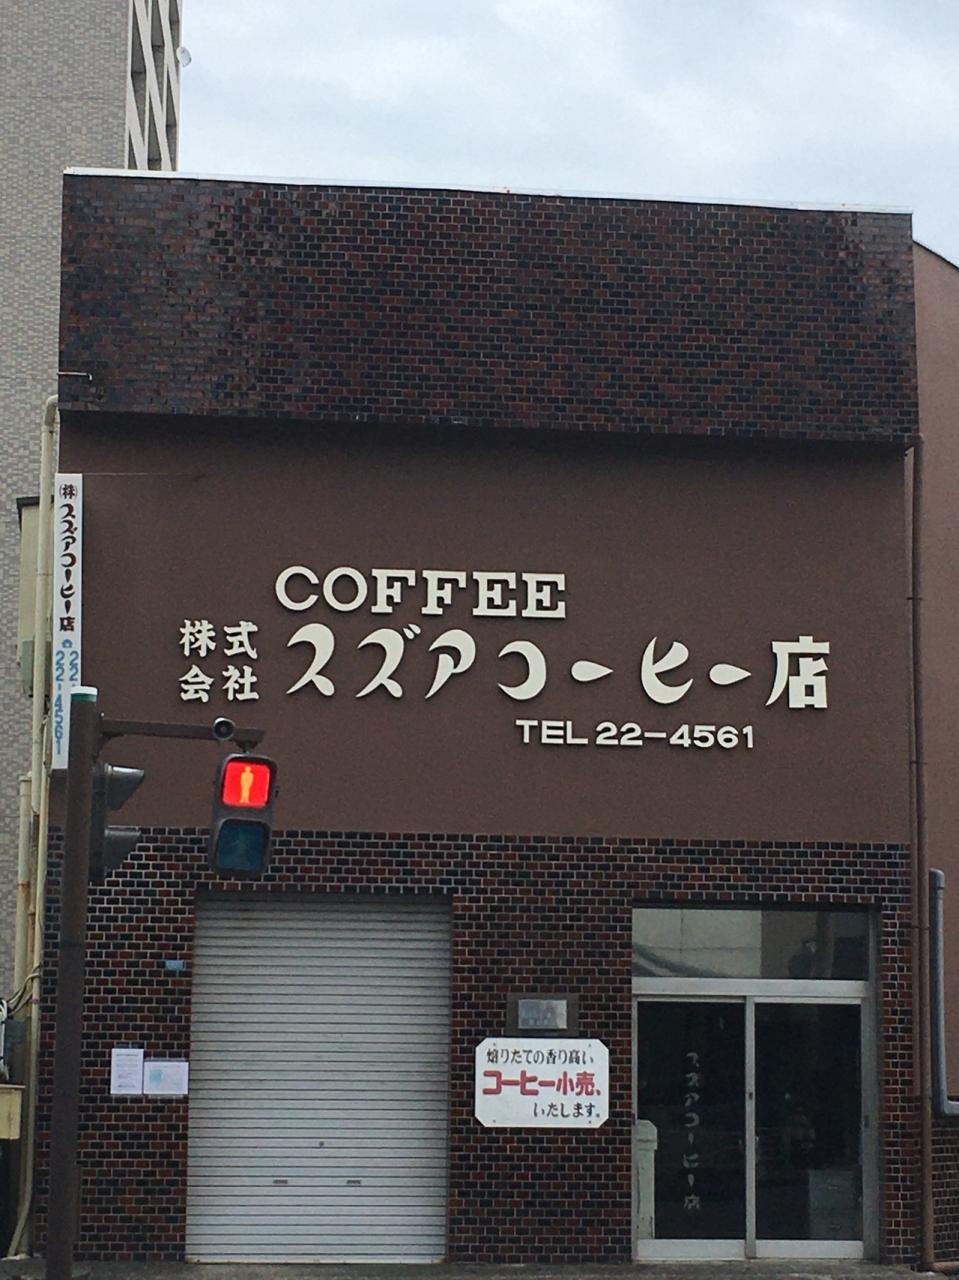 COFFEE
株式会社
スズアコーヒー店
TEL 22-4561
㈱スズアコーヒー店
☎22-4561
焙りたての香り高い
コーヒー小売、
いたします。
スズアコーヒー店